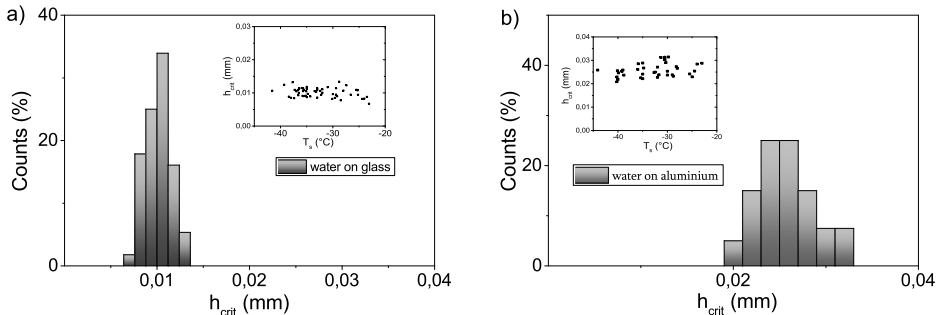 a)
40
20
0
Counts (%)
0,01
0,02
0,03
0,04
h_crit (mm)
0,03
0,02
0,01
0,00
h_crit (mm)
-40
-30
-20
T_s (°C)
water on glass
b)
40
20
0
Counts (%)
0,02
0,04
h_crit (mm)
0,04
0,03
0,02
0,01
0,00
h_crit (mm)
-40
-30
-20
T_s (°C)
water on aluminium